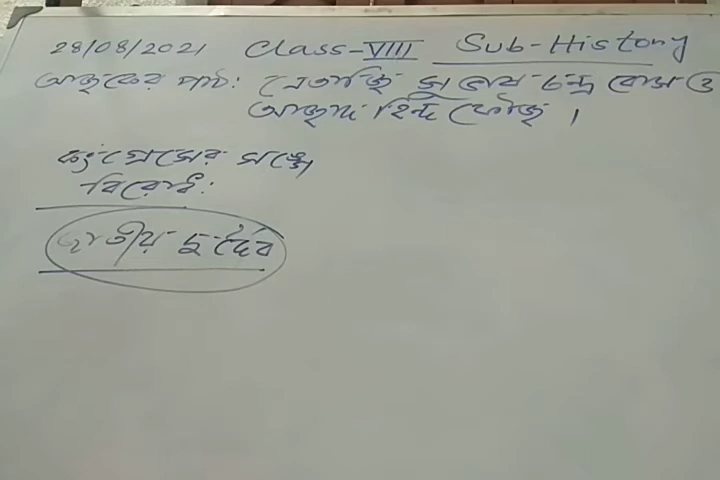 28/08/2021 Class-VIII Sub-History
আজকের পাঠ: নেতাজি সুভাষ চন্দ্র বোস ও
আজাদ হিন্দ ফৌজ।
কংগ্রেসের সঙ্গে
বিরোধ:
জাতীয় দুর্দৈব